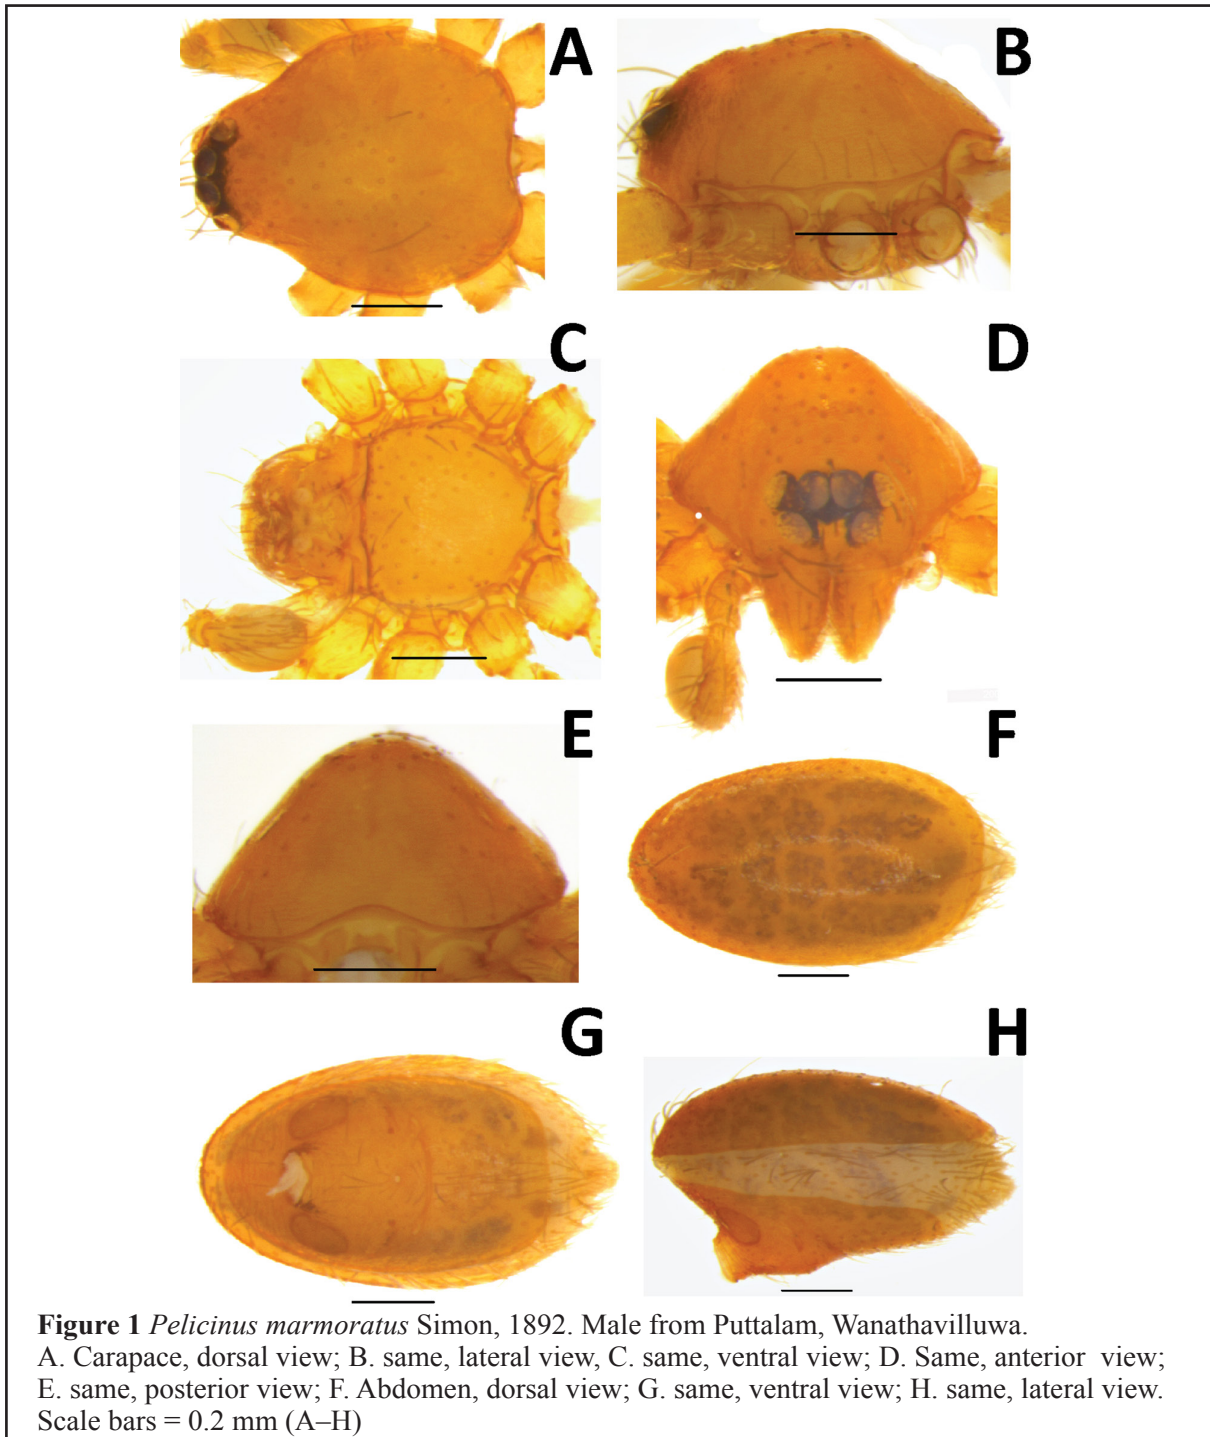 A
B
C
D
E
F
G
H
Figure 1 Pelicinus marmoratus Simon, 1892. Male from Puttalam, Wanathavilluwa.
A. Carapace, dorsal view; B. same, lateral view, C. same, ventral view; D. Same, anterior view;
E. same, posterior view; F. Abdomen, dorsal view; G. same, ventral view; H. same, lateral view.
Scale bars = 0.2 mm (A–H)